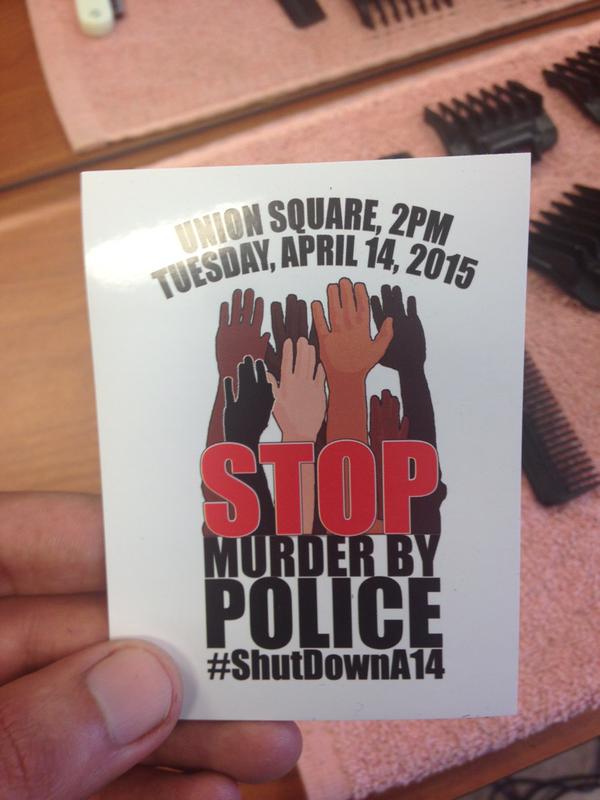 UNION SQUARE, 2PM
TUESDAY, APRIL 14, 2015
STOP
MURDER BY
POLICE
#ShutDownA14